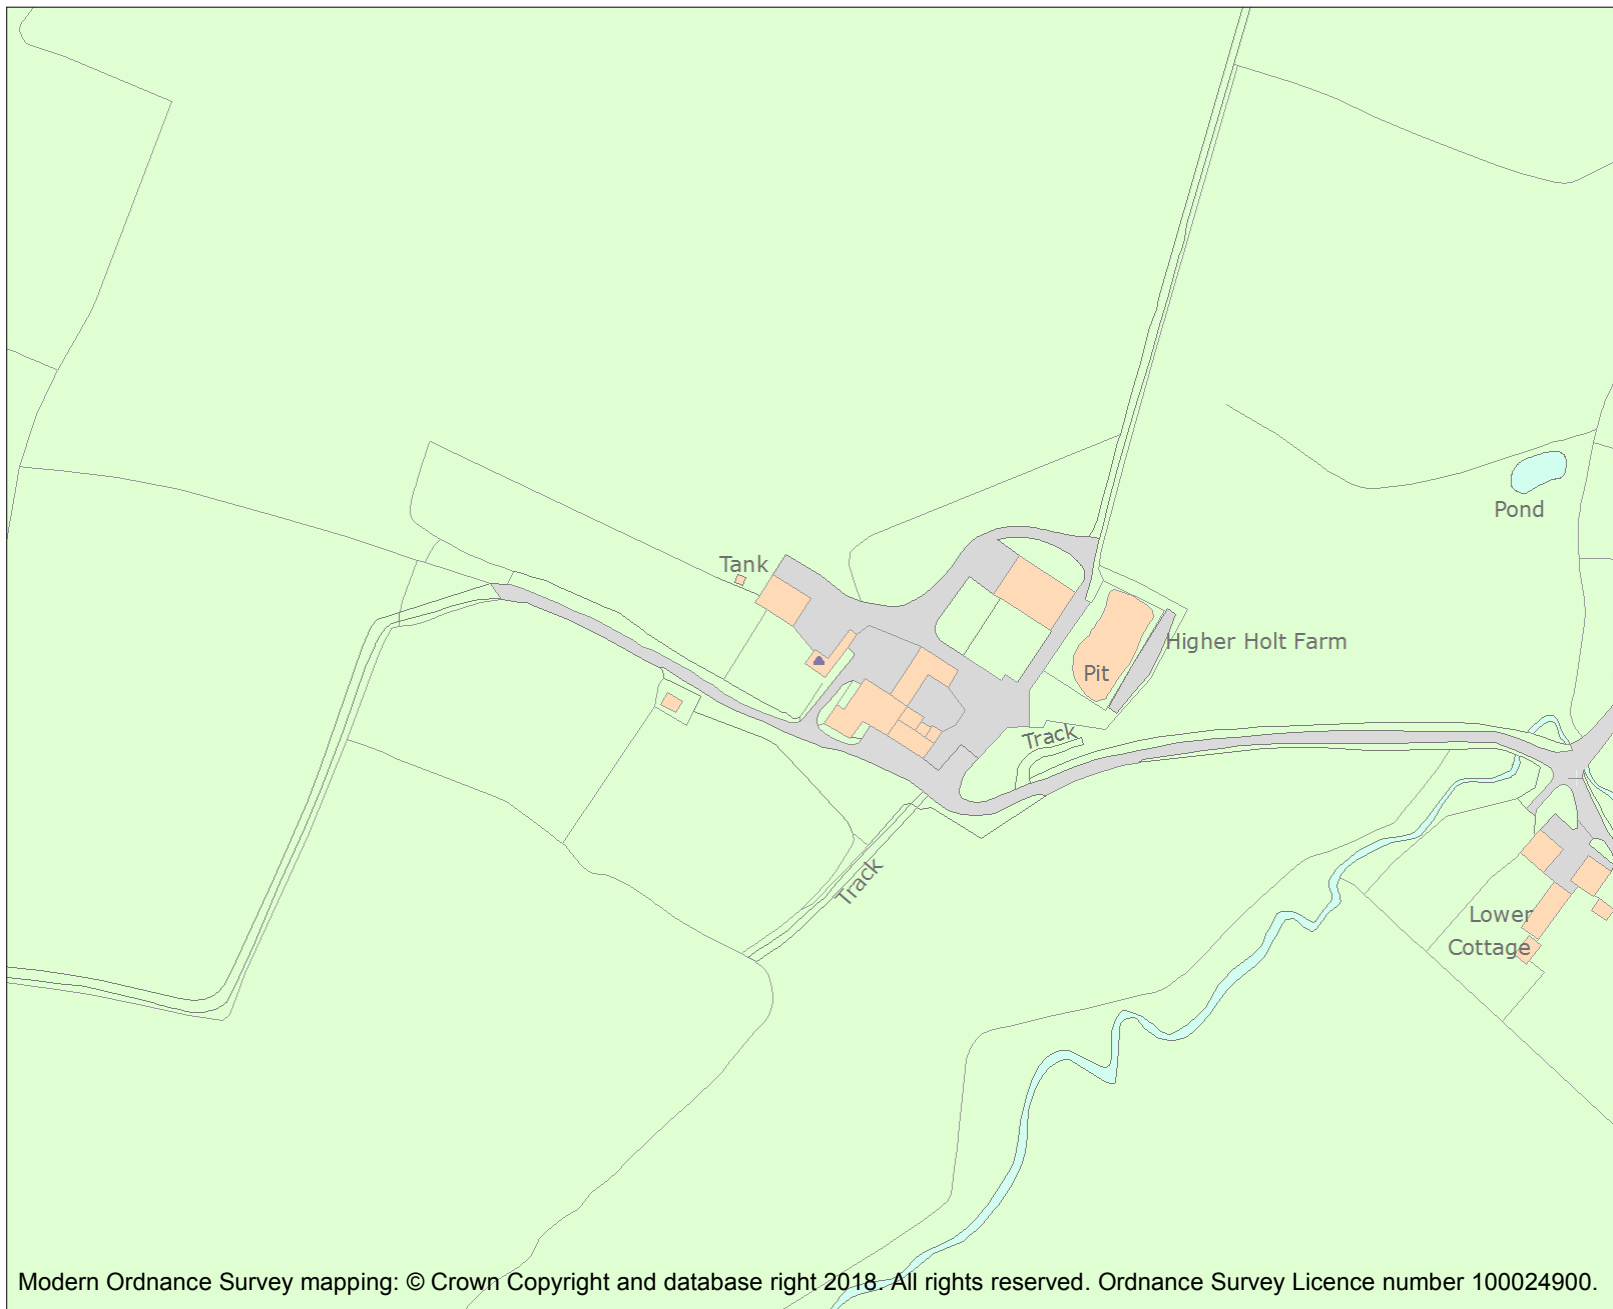 Pond
Tank
Higher Holt Farm
Pit
Track
Track
Lower
Cottage
Modern Ordnance Survey mapping: © Crown Copyright and database right 2018. All rights reserved. Ordnance Survey Licence number 100024900.